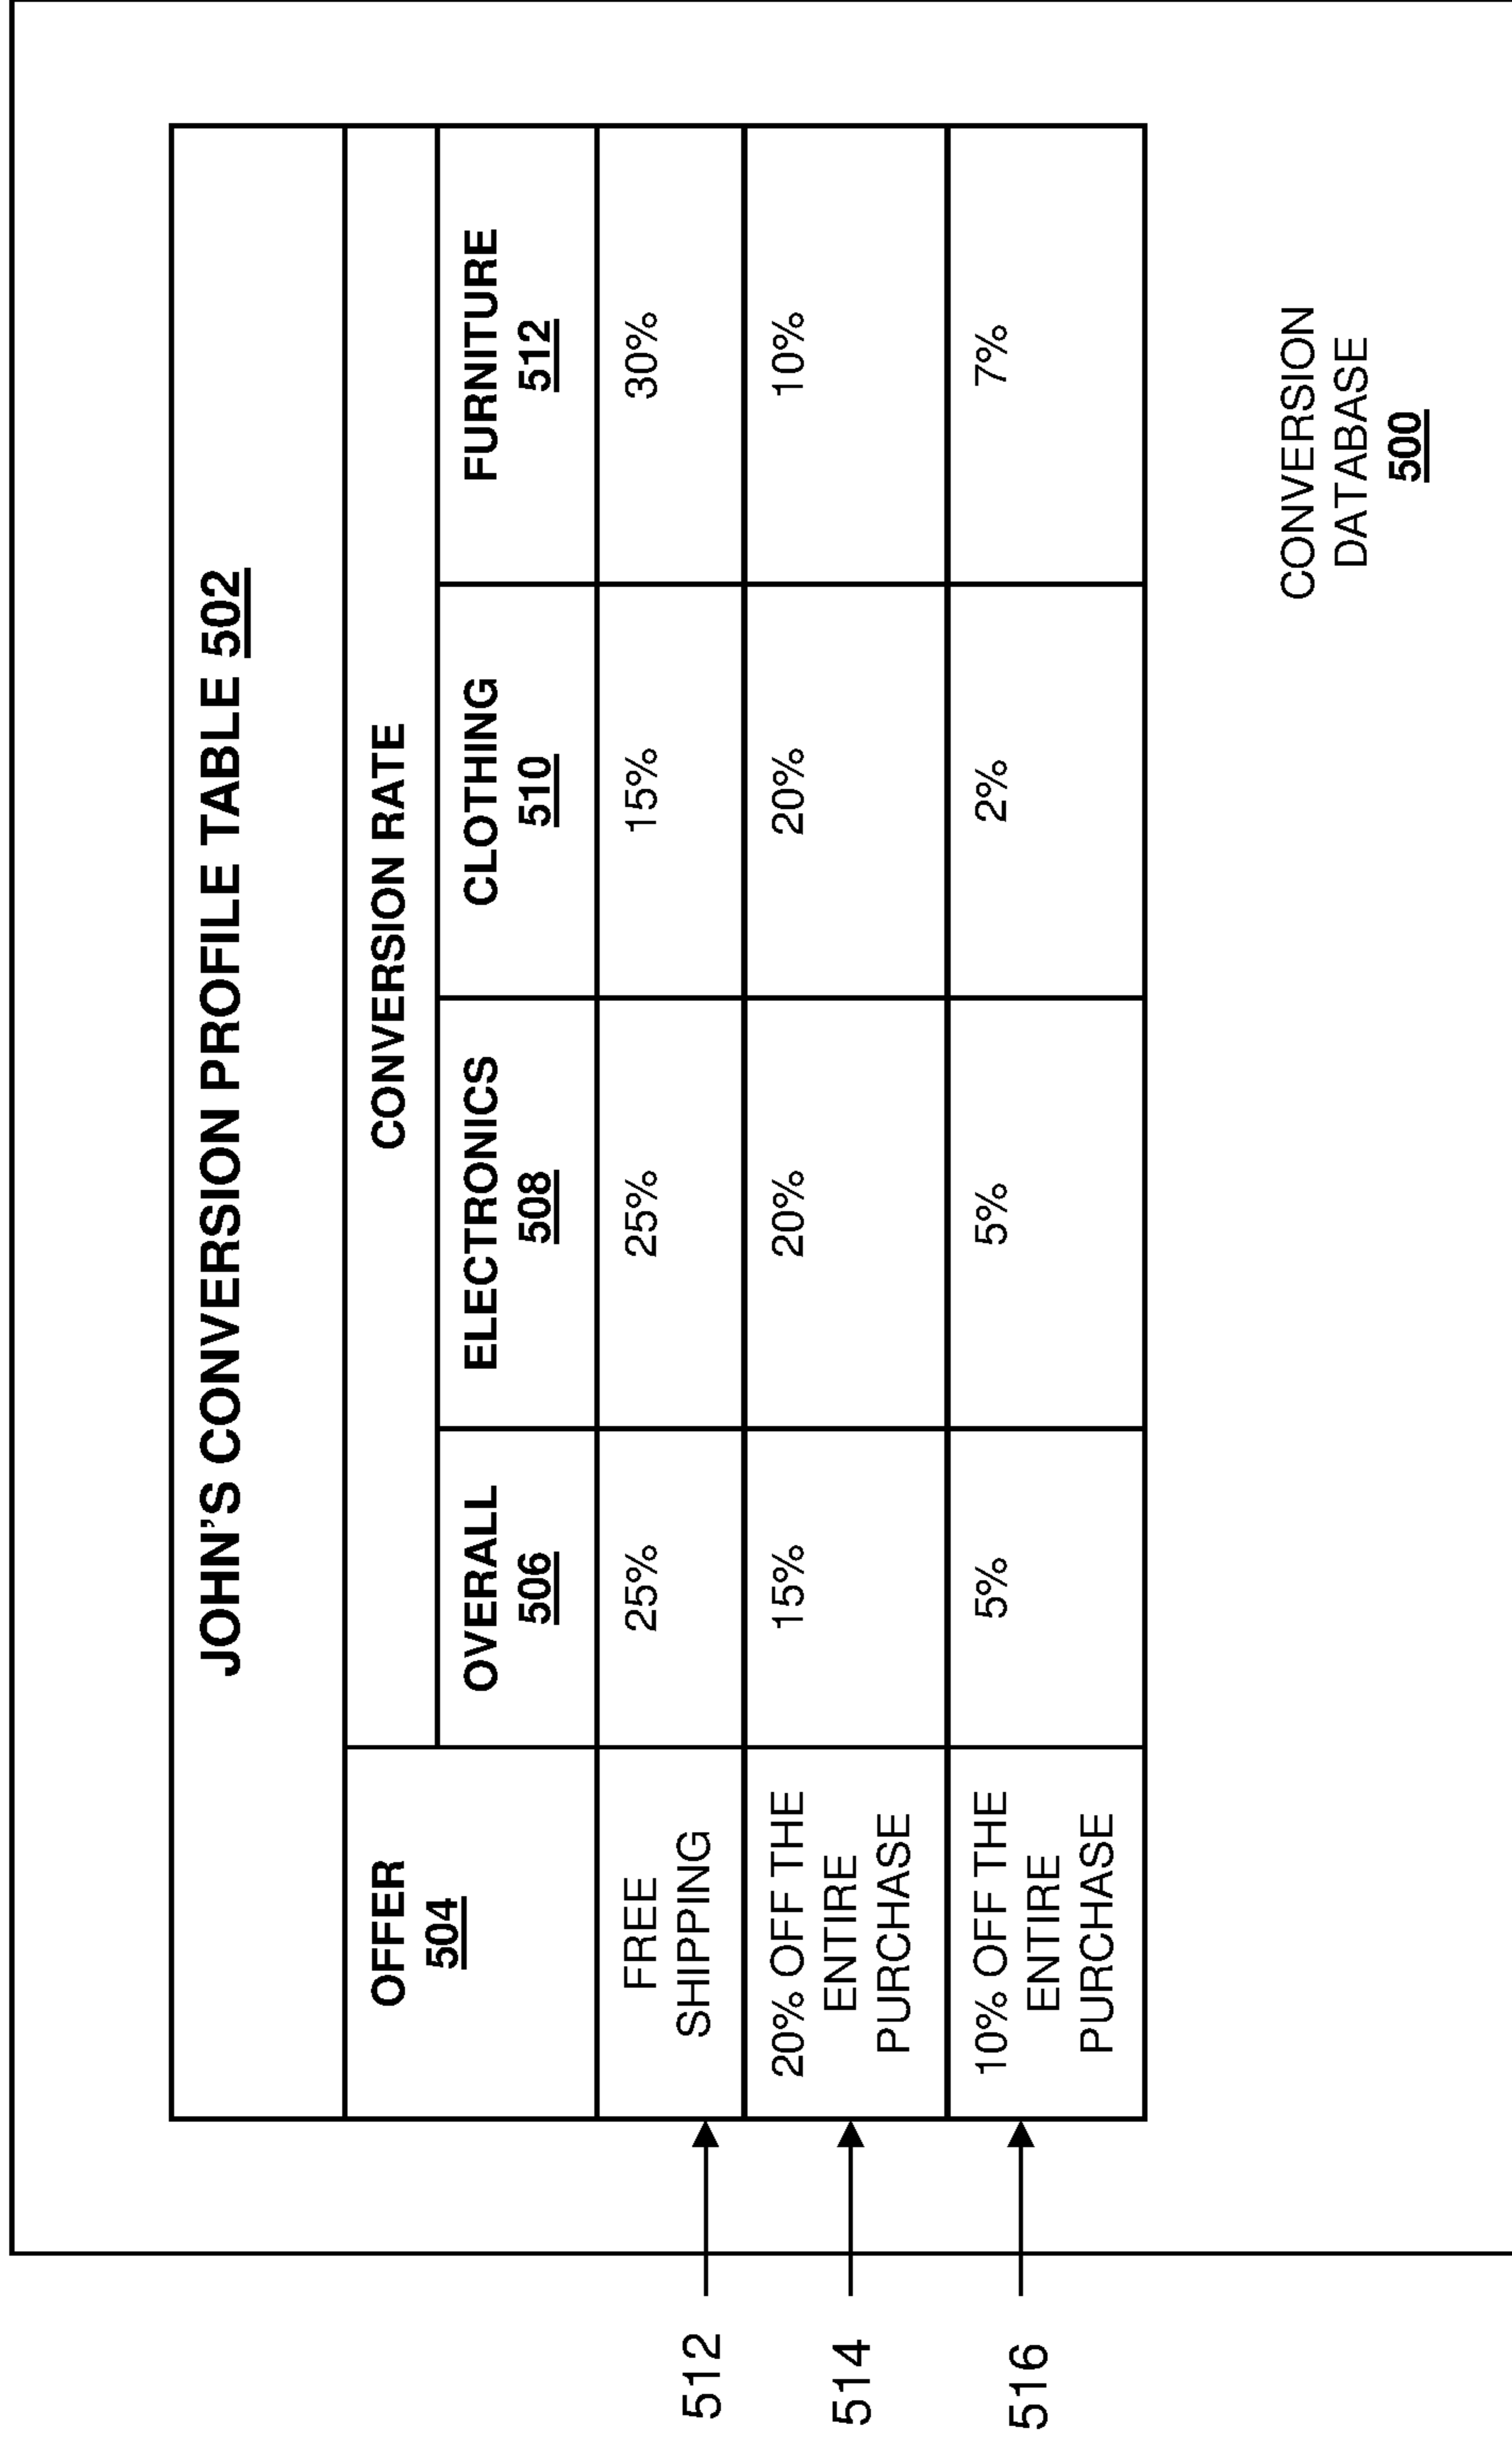 JOHN'S CONVERSION PROFILE TABLE 502
OFFER
504
CONVERSION RATE
OVERALL
506
ELECTRONICS
508
CLOTHING
510
FURNITURE
512
512
FREE
SHIPPING
25%
25%
15%
30%
514
20% OFF THE
ENTIRE
PURCHASE
15%
20%
20%
10%
516
10% OFF THE
ENTIRE
PURCHASE
5%
5%
2%
7%
CONVERSION
DATABASE
500